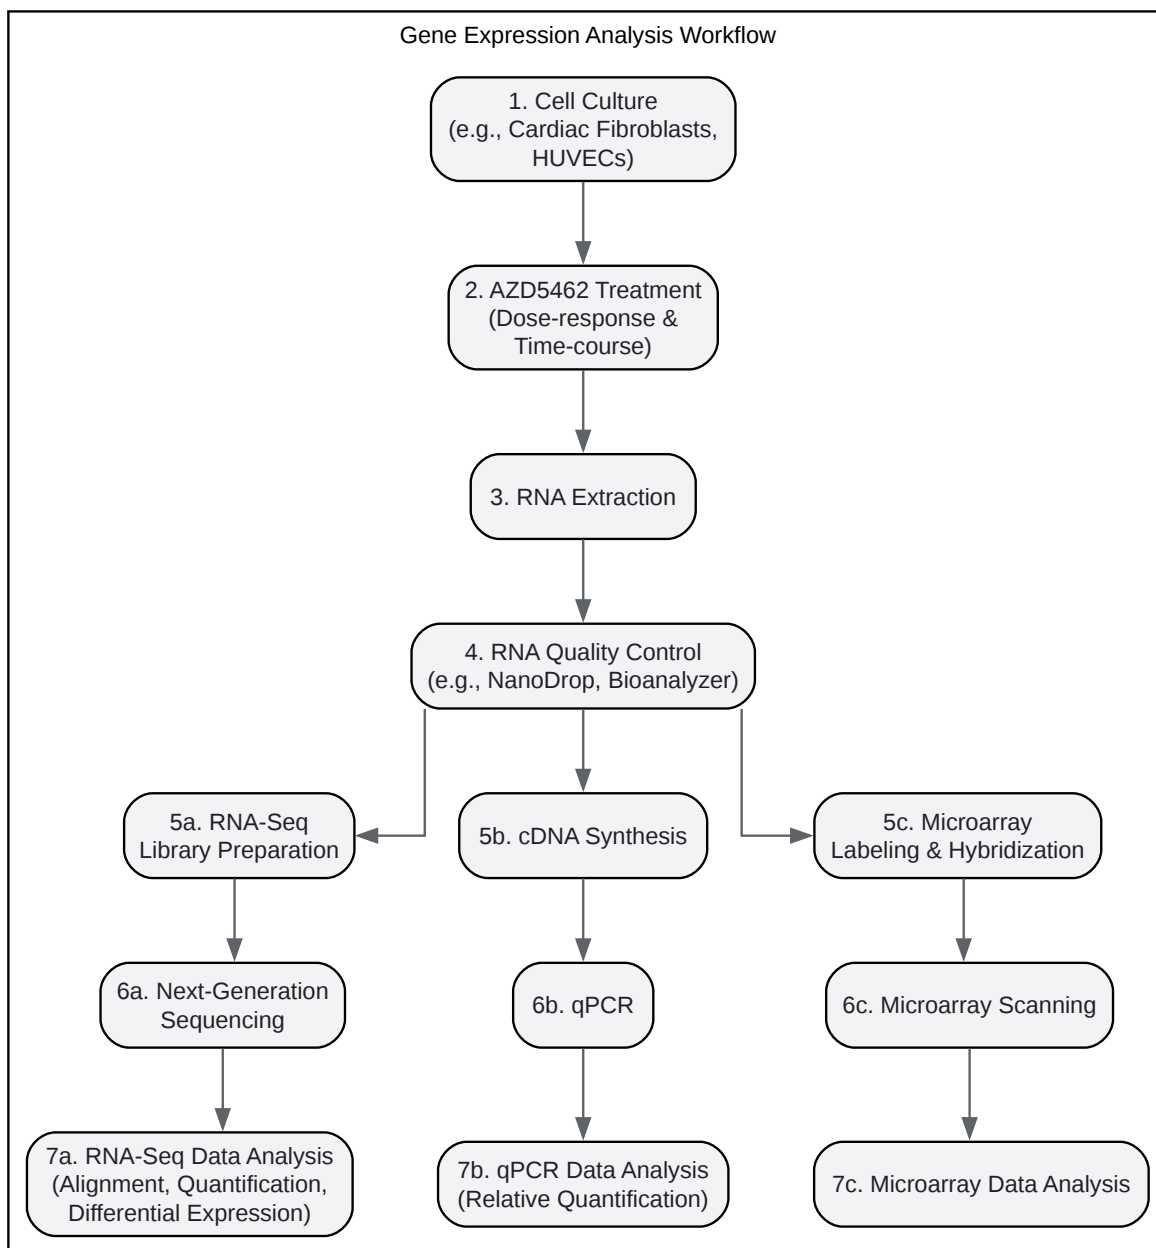 Gene Expression Analysis Workflow
1. Cell Culture
(e.g., Cardiac Fibroblasts,
HUVECs)
2. AZD5462 Treatment
(Dose-response &
Time-course)
3. RNA Extraction
4. RNA Quality Control
(e.g., NanoDrop, Bioanalyzer)
5a. RNA-Seq
Library Preparation
5b. cDNA Synthesis
5c. Microarray
Labeling & Hybridization
6a. Next-Generation
Sequencing
6b. qPCR
6c. Microarray Scanning
7a. RNA-Seq Data Analysis
(Alignment, Quantification,
Differential Expression)
7b. qPCR Data Analysis
(Relative Quantification)
7c. Microarray Data Analysis